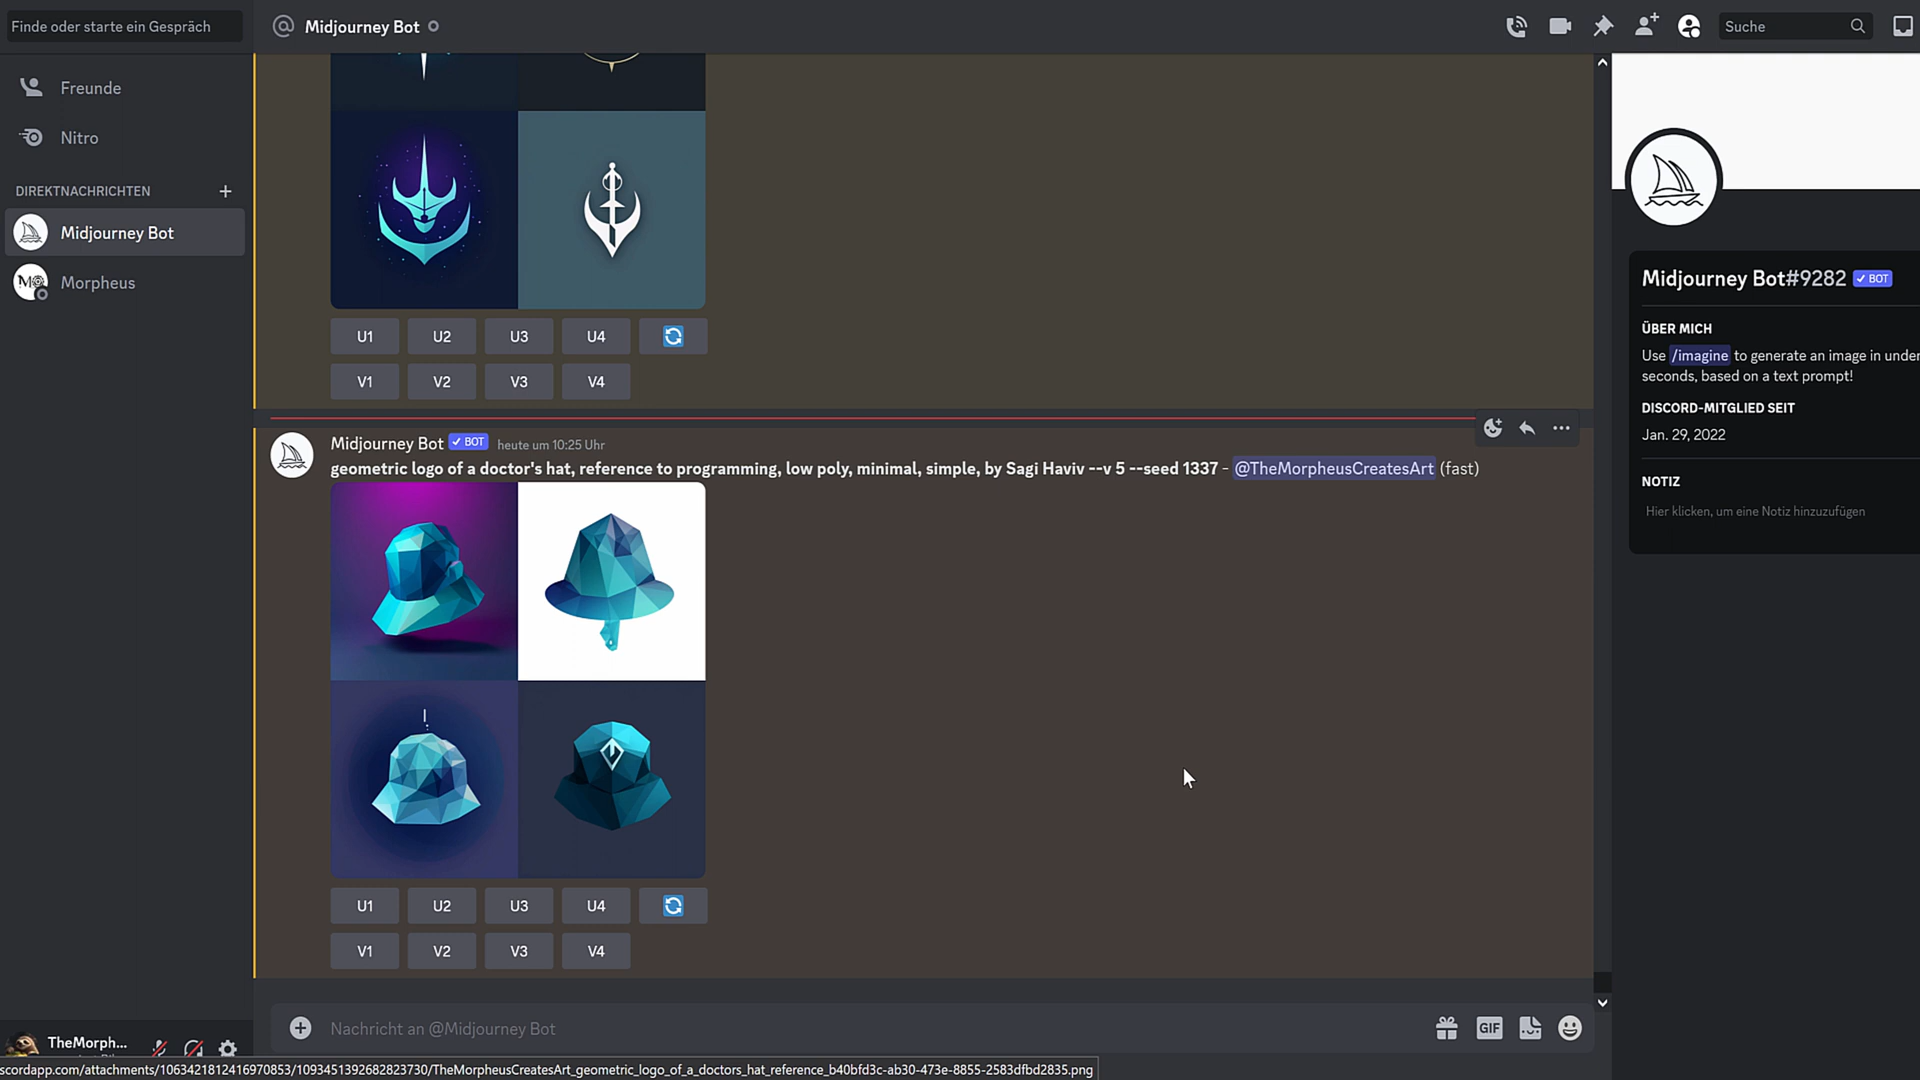 Finde oder starte ein Gespräch
Midjourney Bot
Suche
Freunde
Nitro
DIREKTNACHRICHTEN
Midjourney Bot
Morpheus
U1 U2 U3 U4
V1 V2 V3 V4
Midjourney Bot BOT heute um 10:25 Uhr
geometric logo of a doctor's hat, reference to programming, low poly, minimal, simple, by Sagi Haviv --v 5 --seed 1337 - @TheMorpheusCreatesArt (fast)
U1 U2 U3 U4
V1 V2 V3 V4
Nachricht an @Midjourney Bot
GIF
TheMorph...
scordapp.com/attachments/1063421812416970853/1093451392682823730/TheMorpheusCreatesArt_geometric_logo_of_a_doctors_hat_reference_b40bfd3c-ab30-473e-8855-2583dfbd2835.png
Midjourney Bot#9282 BOT
ÜBER MICH
Use /imagine to generate an image in under
seconds, based on a text prompt!
DISCORD-MITGLIED SEIT
Jan. 29, 2022
NOTIZ
Hier klicken, um eine Notiz hinzuzufügen